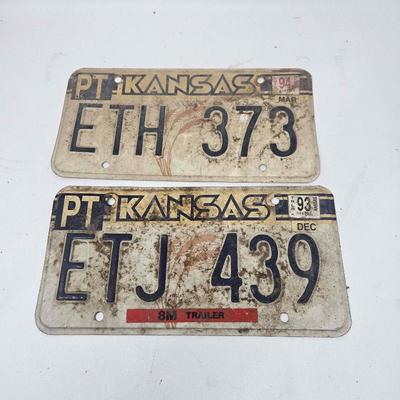 PT KANSAS 94
MAR
ETH 373
PT KANSAS 93
DEC
ETJ 439
8M TRAILER